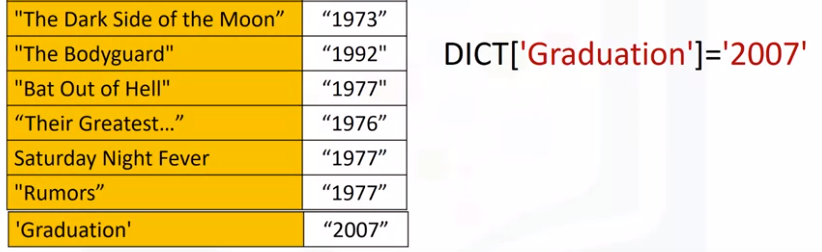 "The Dark Side of the Moon” “1973”
"The Bodyguard" “1992"
"Bat Out of Hell" “1977"
“Their Greatest...” “1976”
Saturday Night Fever “1977”
"Rumors” “1977”
'Graduation' “2007”
DICT['Graduation']='2007'